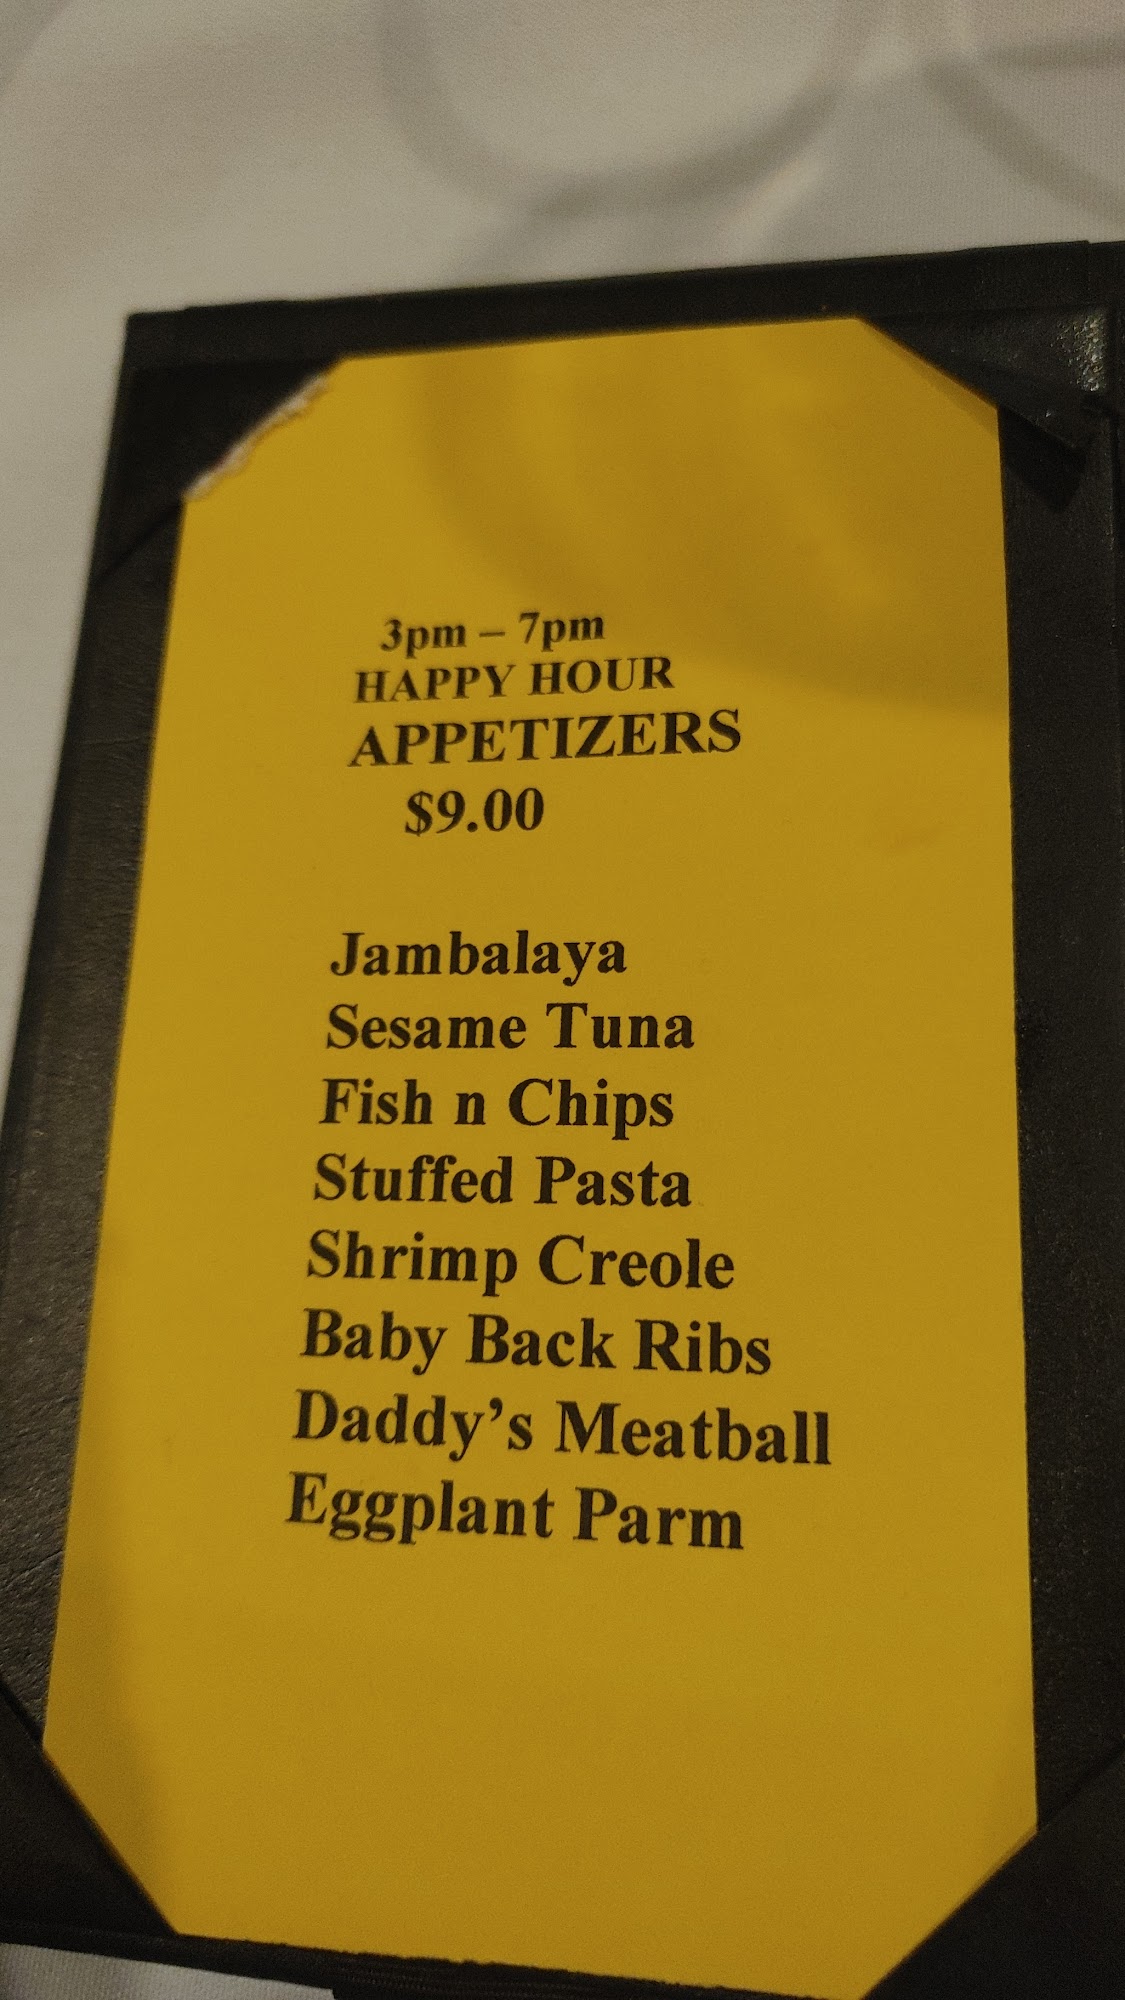 3pm – 7pm
HAPPY HOUR
APPETIZERS
$9.00
Jambalaya
Sesame Tuna
Fish n Chips
Stuffed Pasta
Shrimp Creole
Baby Back Ribs
Daddy’s Meatball
Eggplant Parm